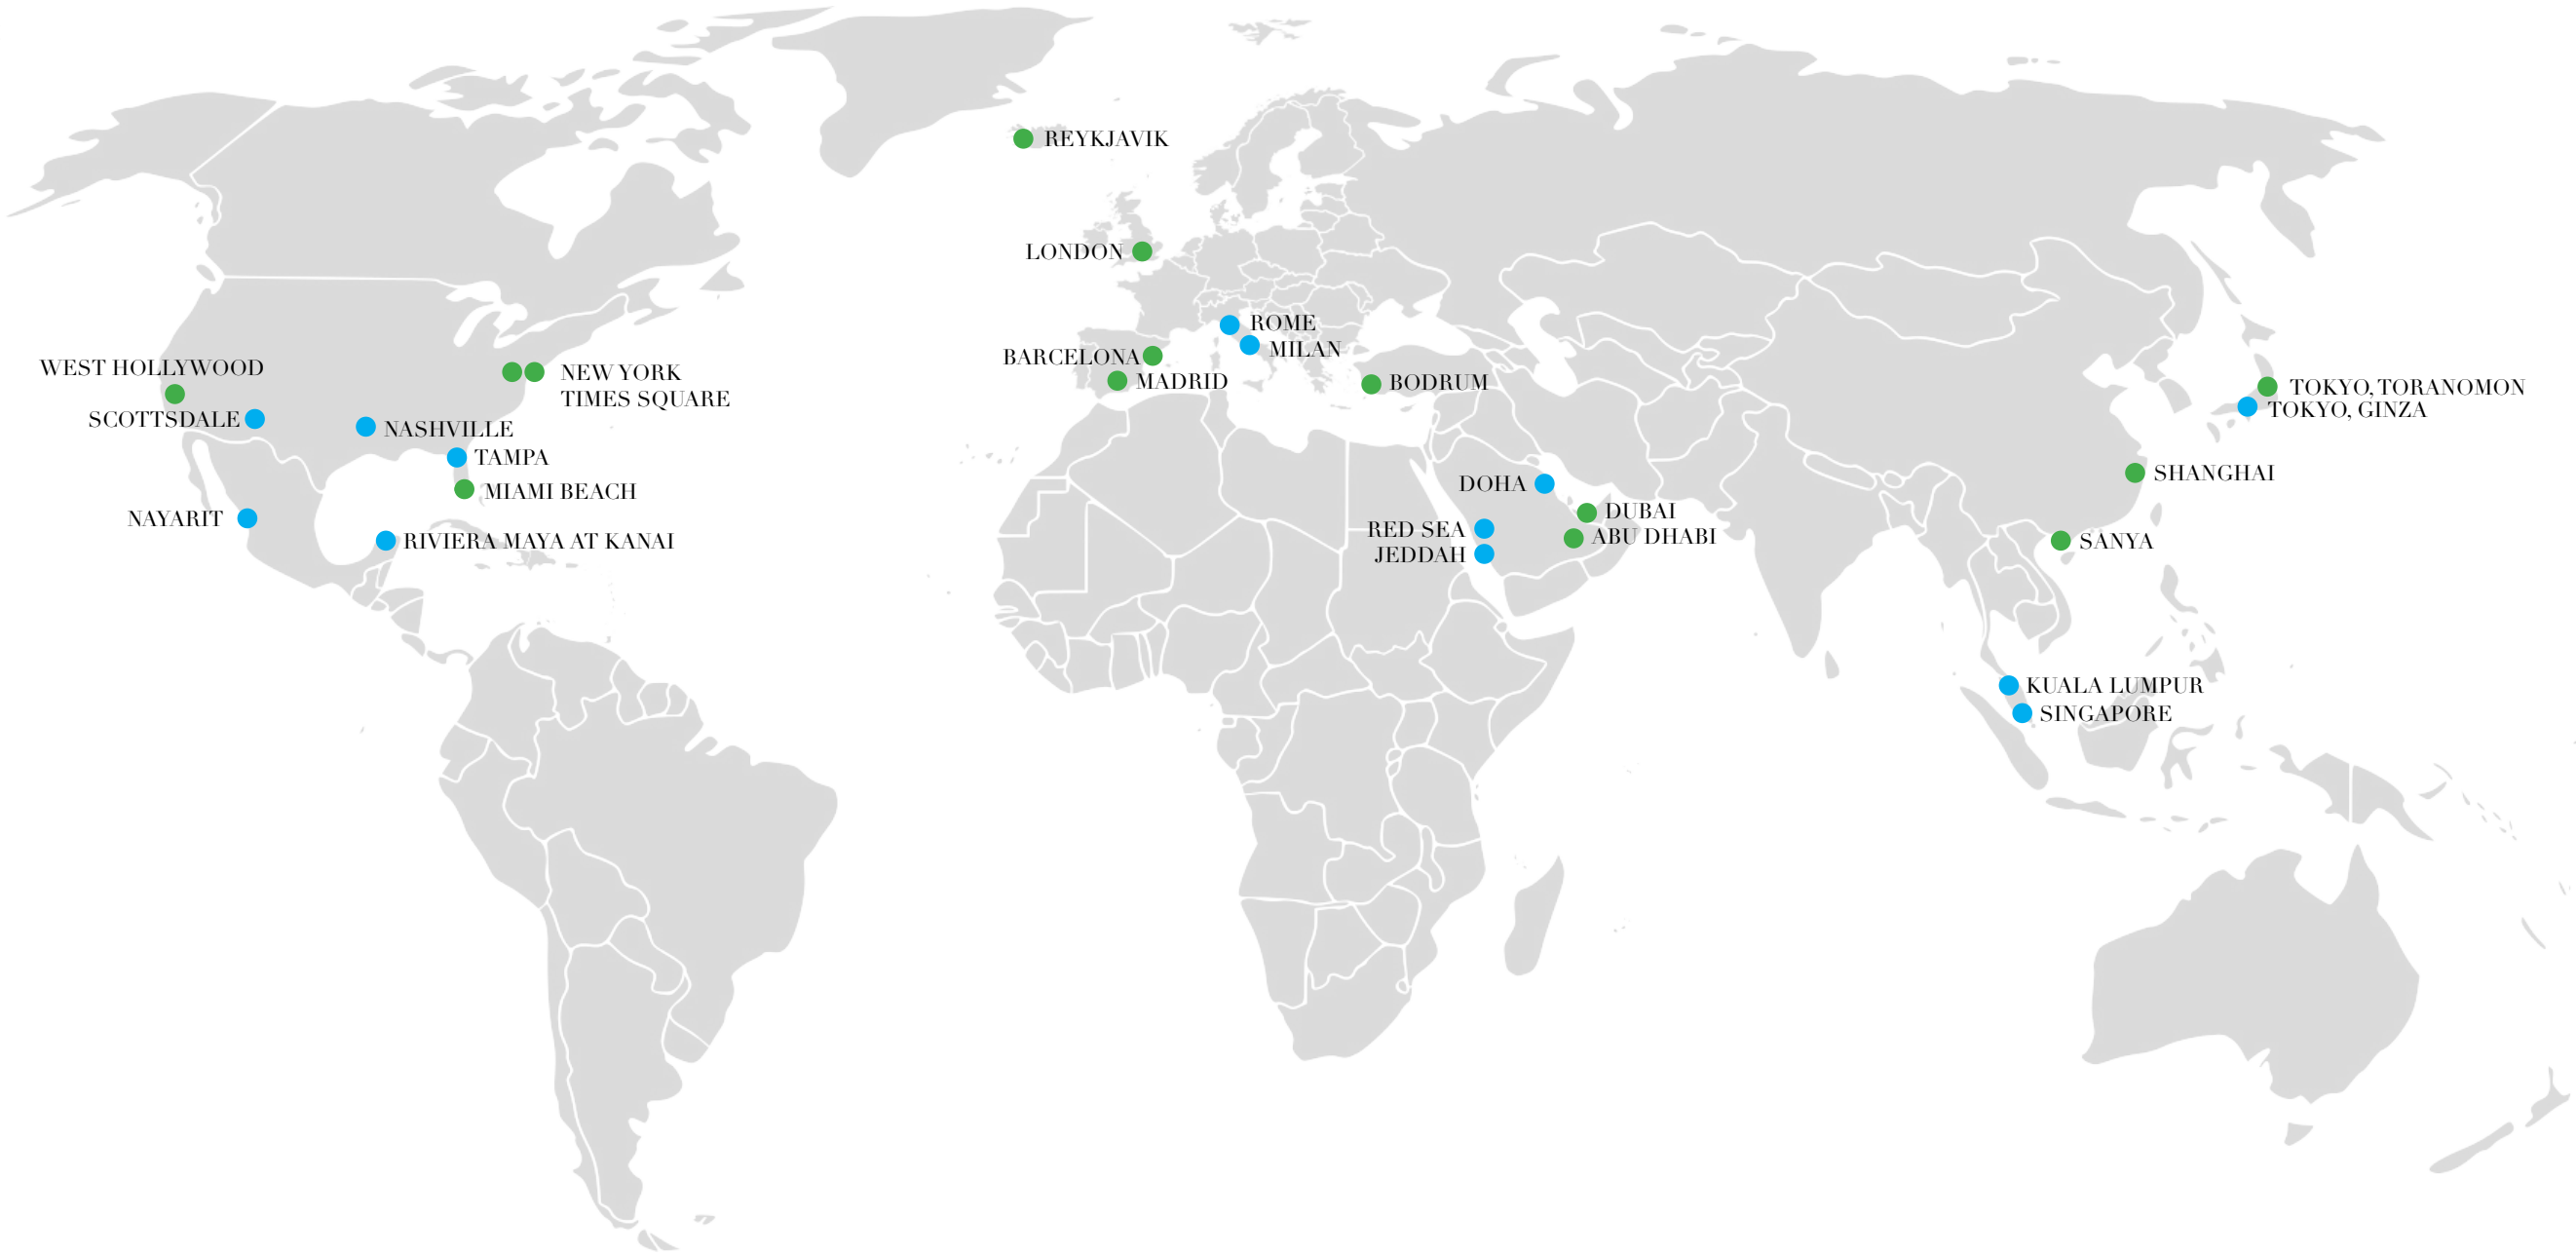 REYKJAVIK
LONDON
ROME
MILAN
BARCELONA
MADRID
BODRUM
WEST HOLLYWOOD
SCOTTSDALE
NEW YORK
TIMES SQUARE
NASHVILLE
TAMPA
MIAMI BEACH
NAYARIT
RIVIERA MAYA AT KANAI
DOHA
DUBAI
RED SEA
ABU DHABI
JEDDAH
TOKYO, TORANOMON
TOKYO, GINZA
SHANGHAI
SANYA
KUALA LUMPUR
SINGAPORE